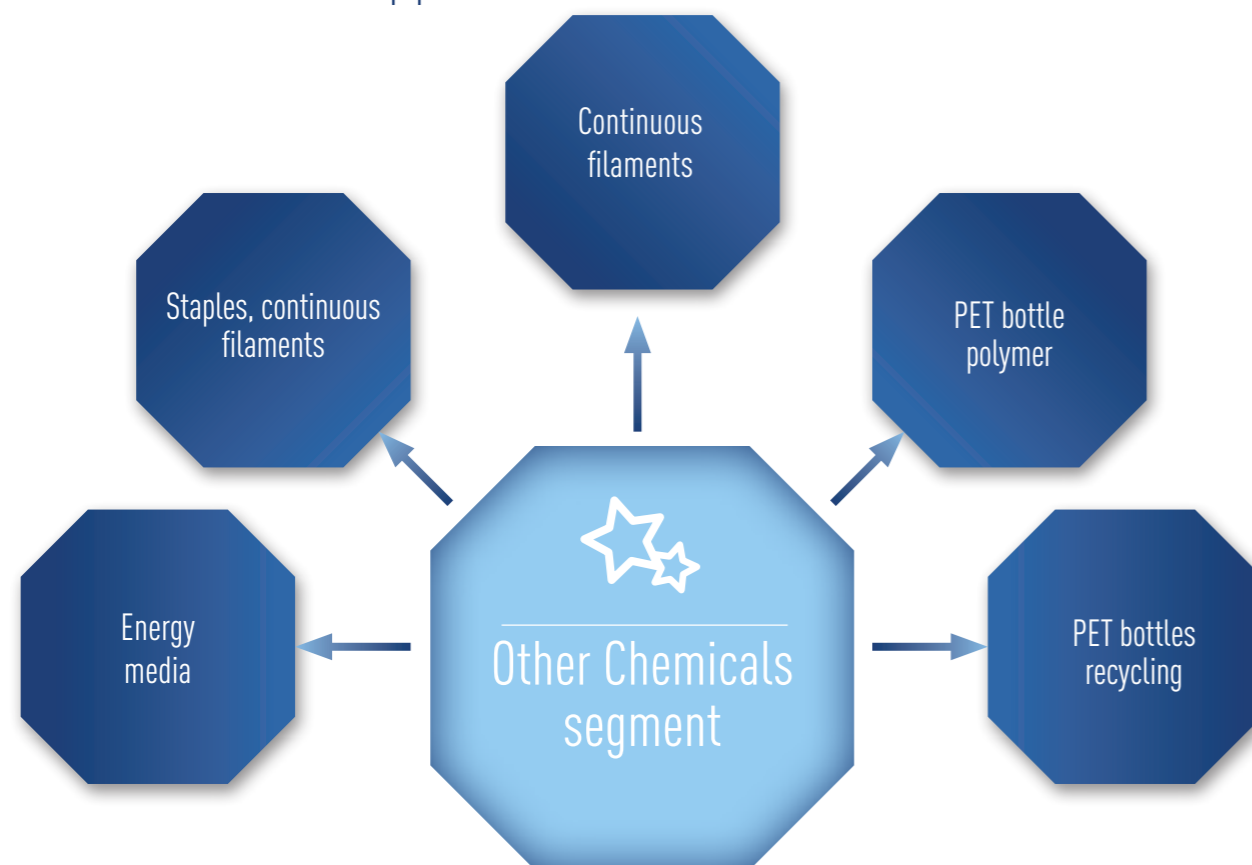 Continuous
filaments
Staples, continuous
filaments
PET bottle
polymer
Energy
media
Other Chemicals
segment
PET bottles
recycling